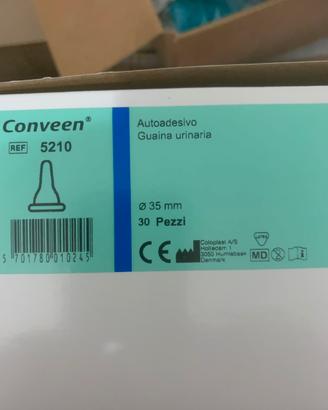 Conveen®
REF 5210
Autoadesivo
Guaina urinaria
Ø 35 mm
30 Pezzi
5 701780 010245
CE
Coloplast A/S
Holtedam 1
3050 Humlebaek
Denmark
LATEX
MD